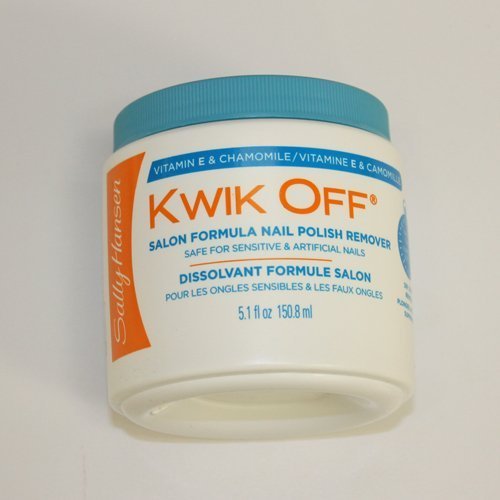 VITAMIN E & CHAMOMILE/VITAMINE E &
KWIK OFF®
SALON FORMULA NAIL POLISH REMOVER
SAFE FOR SENSITIVE & ARTIFICIAL NAILS
DISSOLVANT FORMULE SALON
POUR LES ONGLES SENSIBLES & LES FAUX ONGLES
5.1 fl oz 150.8 ml
Sally Hansen